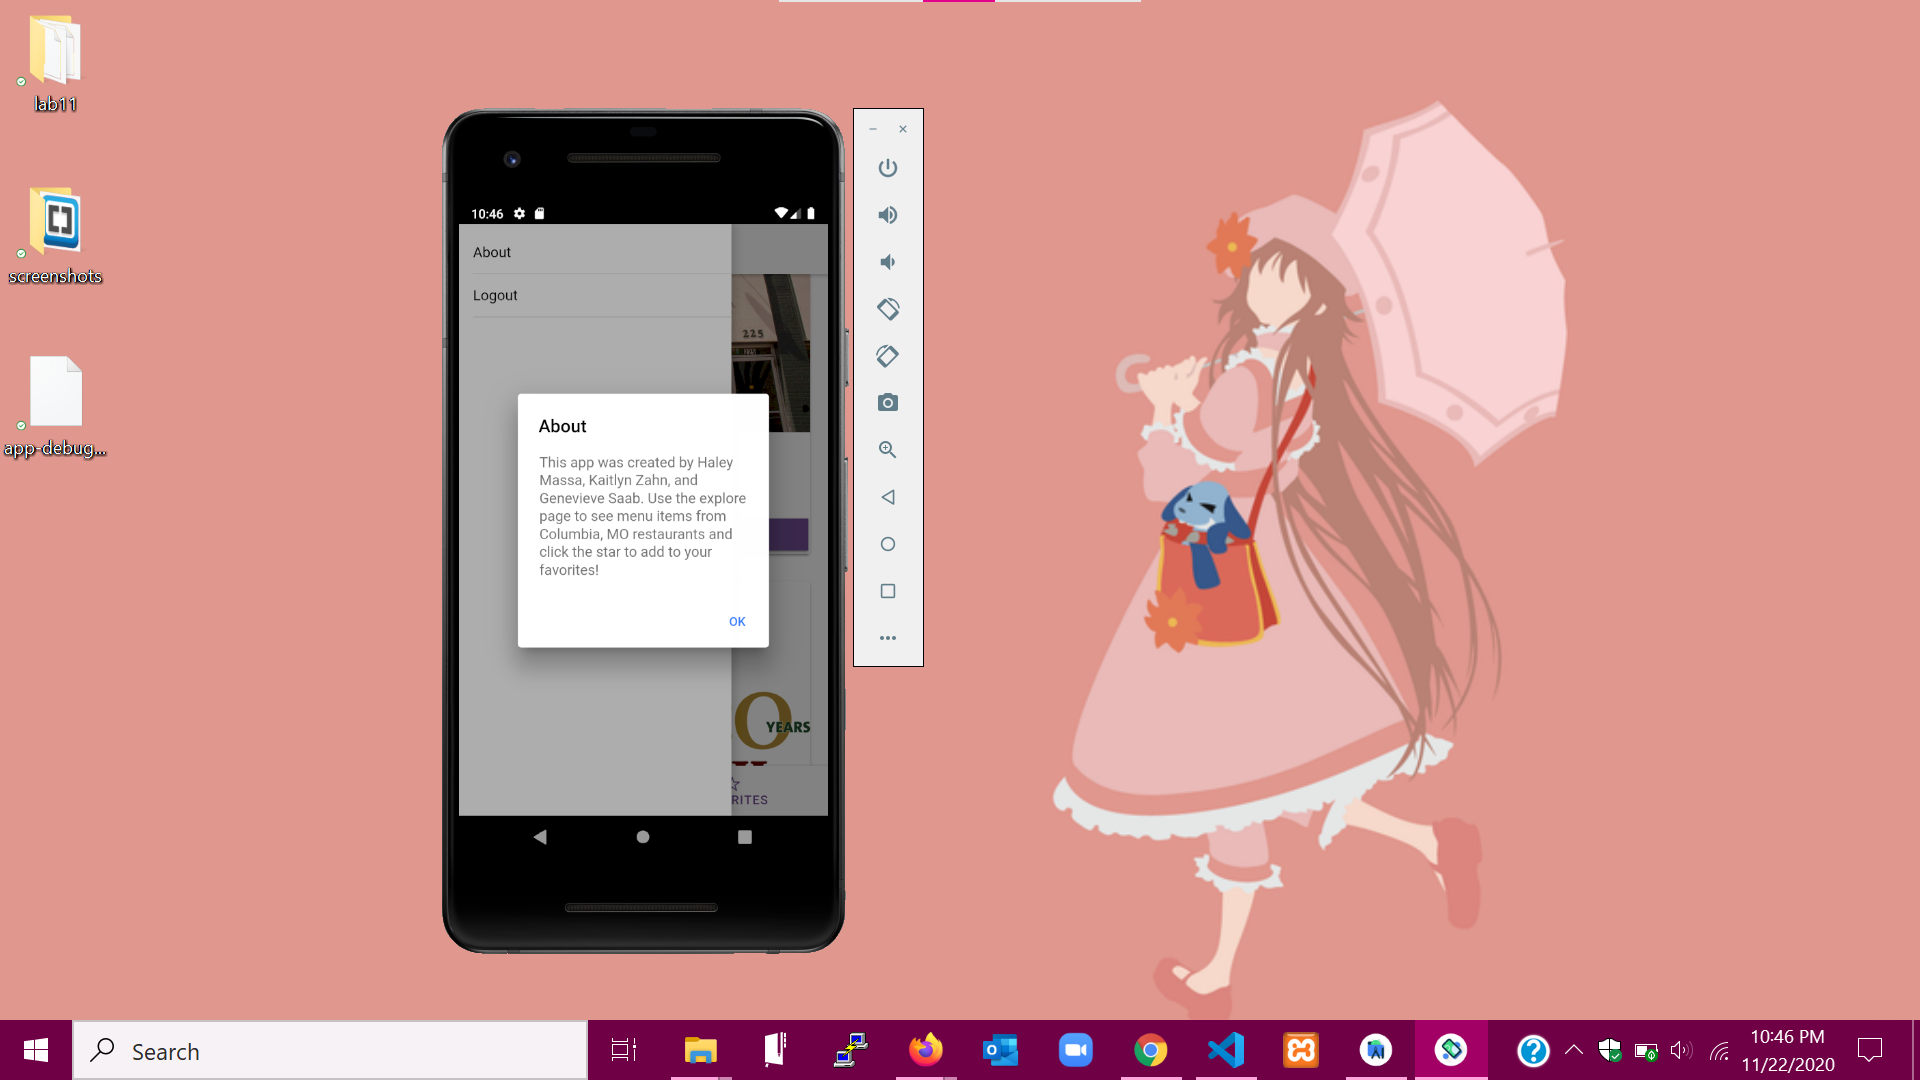 lab11
screenshots
app-debug...
10:46
About
Logout
225
About
This app was created by Haley
Massa, Kaitlyn Zahn, and
Genevieve Saab. Use the explore
page to see menu items from
Columbia, MO restaurants and
click the star to add to your
favorites!
OK
YEARS
RITES
Search
10:46 PM
11/22/2020